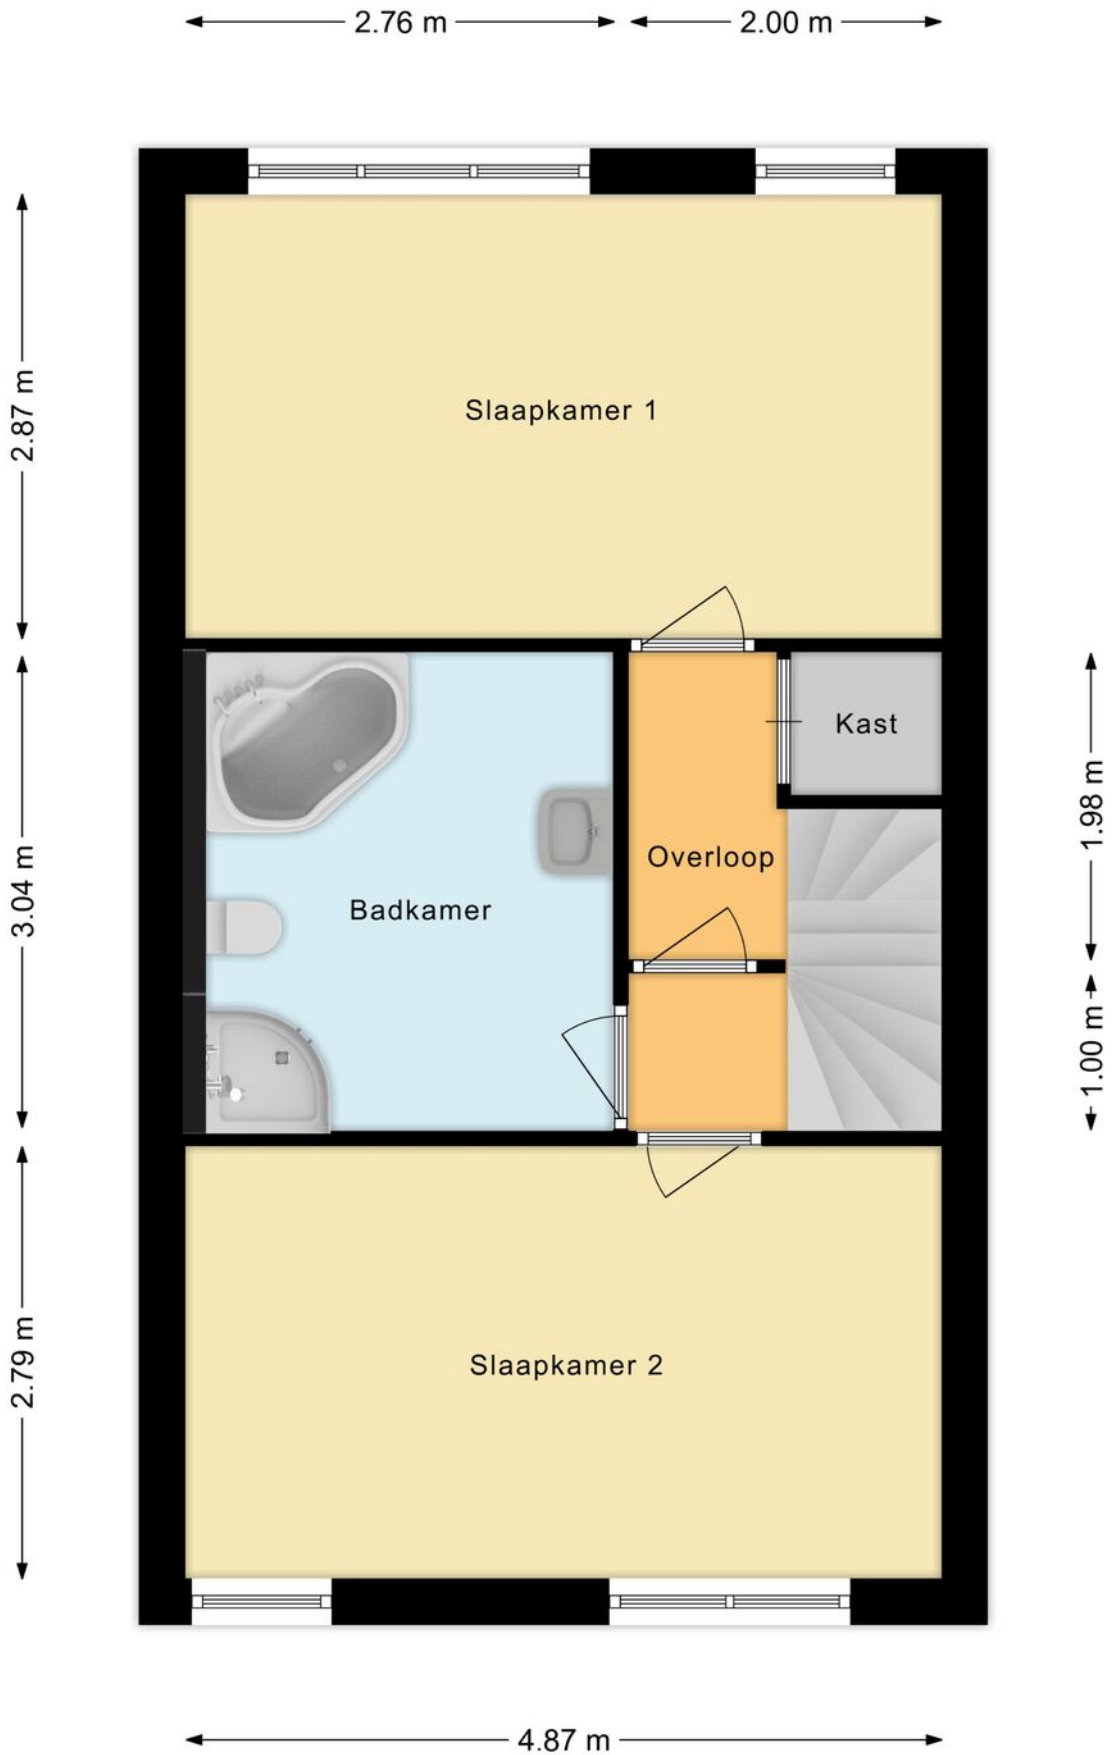 2.76 m
2.00 m
2.87 m
Slaapkamer 1
Kast
1.98 m
Overloop
3.04 m
Badkamer
1.00 m
Slaapkamer 2
2.79 m
4.87 m